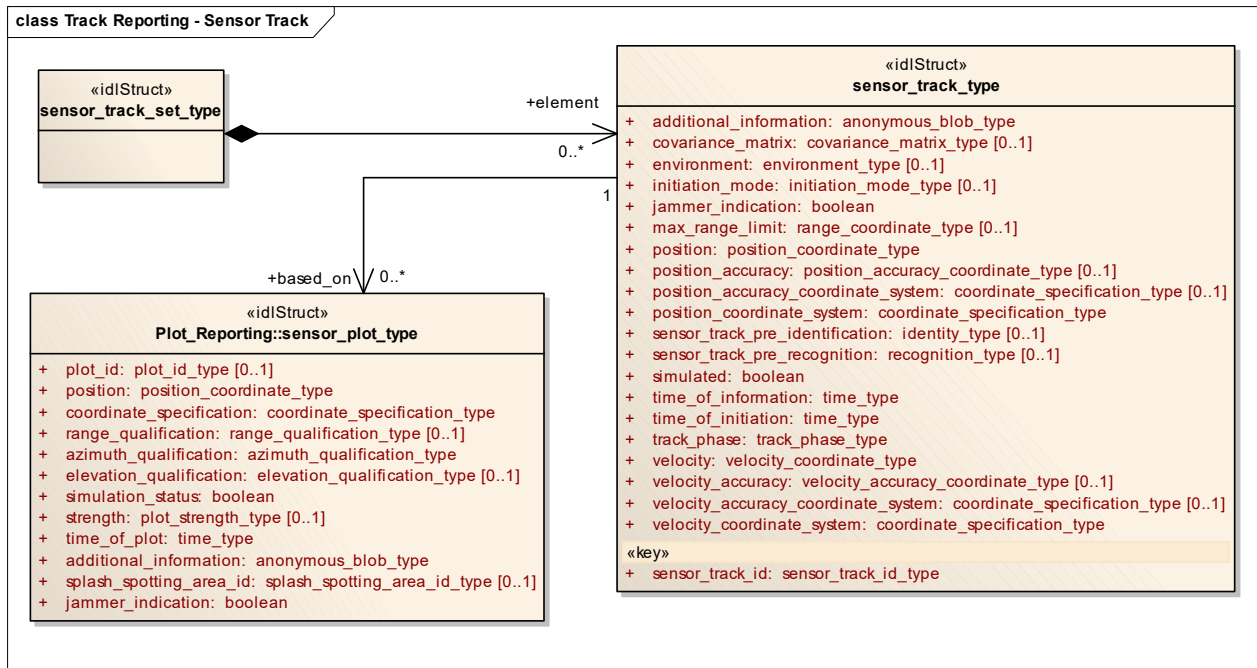 class Track Reporting - Sensor Track
«idlStruct»
sensor_track_set_type
+element
0..*
«idlStruct»
sensor_track_type
+ additional_information: anonymous_blob_type
+ covariance_matrix: covariance_matrix_type [0..1]
+ environment: environment_type [0..1]
+ initiation_mode: initiation_mode_type [0..1]
+ jammer_indication: boolean
+ max_range_limit: range_coordinate_type [0..1]
+ position: position_coordinate_type
+ position_accuracy: position_accuracy_coordinate_type [0..1]
+ position_accuracy_coordinate_system: coordinate_specification_type [0..1]
+ position_coordinate_system: coordinate_specification_type
+ sensor_track_pre_identification: identity_type [0..1]
+ sensor_track_pre_recognition: recognition_type [0..1]
+ simulated: boolean
+ time_of_information: time_type
+ time_of_initiation: time_type
+ track_phase: track_phase_type
+ velocity: velocity_coordinate_type
+ velocity_accuracy: velocity_accuracy_coordinate_type [0..1]
+ velocity_accuracy_coordinate_system: coordinate_specification_type [0..1]
+ velocity_coordinate_system: coordinate_specification_type
«key»
+ sensor_track_id: sensor_track_id_type
1
+based_on
0..*
«idlStruct»
Plot_Reporting::sensor_plot_type
+ plot_id: plot_id_type [0..1]
+ position: position_coordinate_type
+ coordinate_specification: coordinate_specification_type
+ range_qualification: range_qualification_type [0..1]
+ azimuth_qualification: azimuth_qualification_type
+ elevation_qualification: elevation_qualification_type [0..1]
+ simulation_status: boolean
+ strength: plot_strength_type [0..1]
+ time_of_plot: time_type
+ additional_information: anonymous_blob_type
+ splash_spotting_area_id: splash_spotting_area_id_type [0..1]
+ jammer_indication: boolean